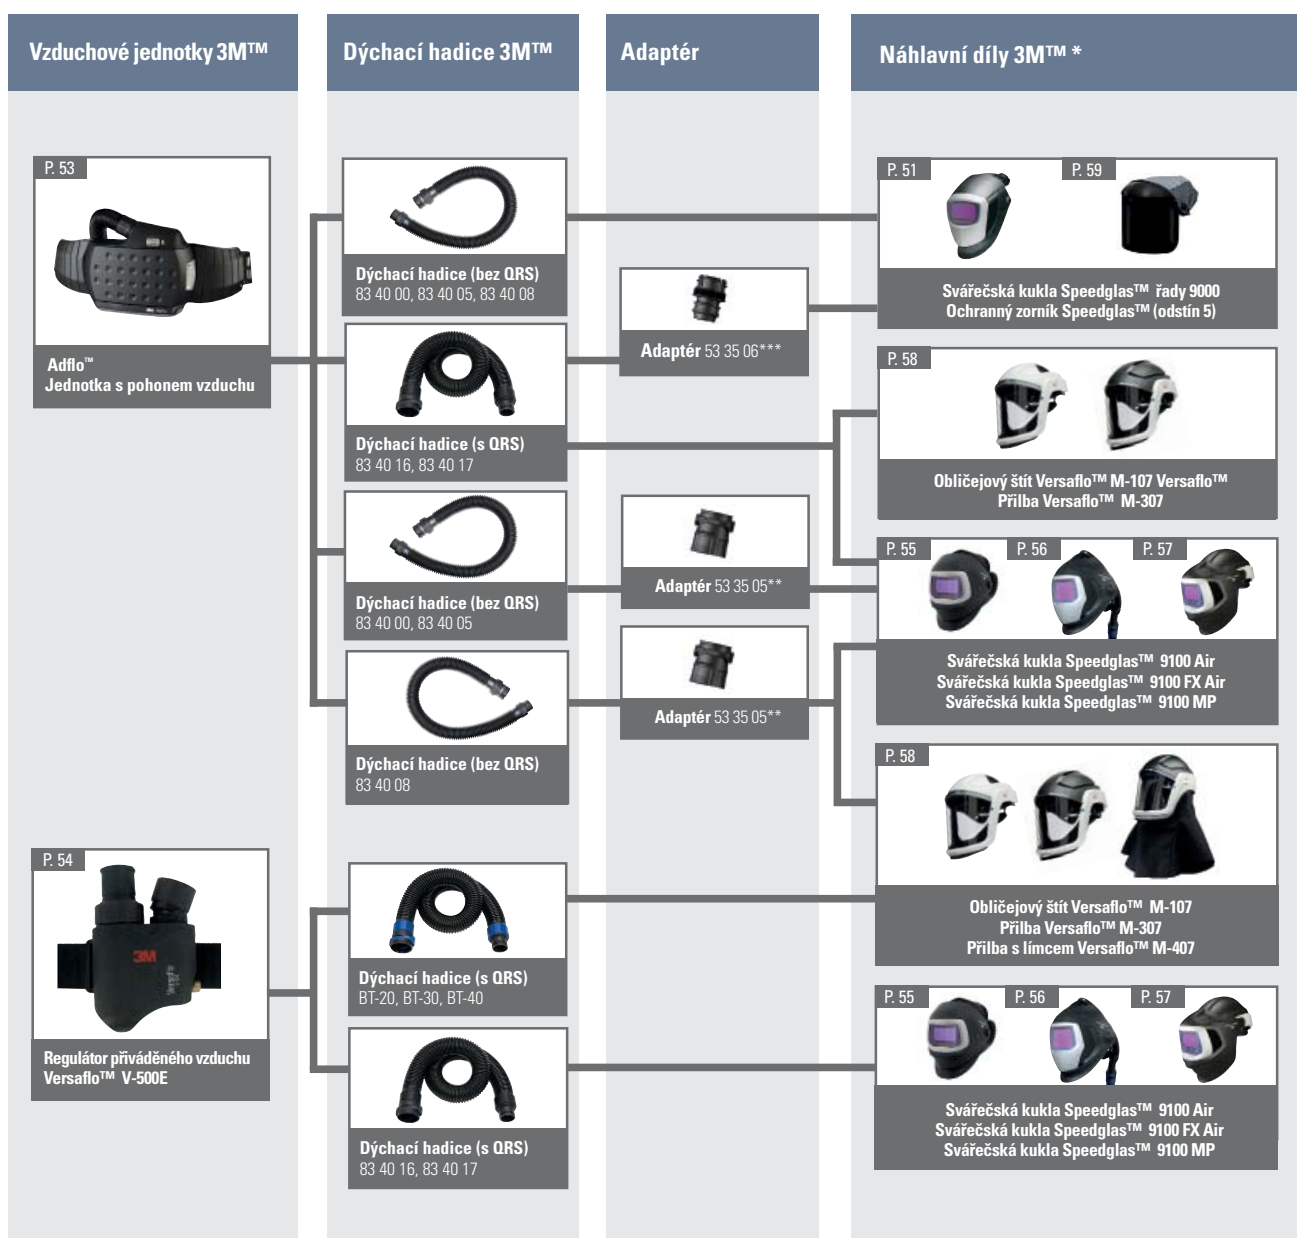 Vzduchové jednotky 3M™
Dýchací hadice 3M™
Adaptér
Náhlavní díly 3M™ *
P. 53
Adflo™
Jednotka s pohonem vzduchu
Dýchací hadice (bez QRS)
83 40 00, 83 40 05, 83 40 08
Dýchací hadice (s QRS)
83 40 16, 83 40 17
Dýchací hadice (bez QRS)
83 40 00, 83 40 05
Dýchací hadice (bez QRS)
83 40 08
Adaptér 53 35 06***
Adaptér 53 35 05**
Adaptér 53 35 05**
P. 51
P. 59
Svářečská kukla Speedglas™ řady 9000
Ochranný zorník Speedglas™ (odstín 5)
P. 58
Obličejový štít Versaflo™ M-107 Versaflo™
Přilba Versaflo™ M-307
P. 55
P. 56
P. 57
Svářečská kukla Speedglas™ 9100 Air
Svářečská kukla Speedglas™ 9100 FX Air
Svářečská kukla Speedglas™ 9100 MP
P. 58
Obličejový štít Versaflo™ M-107
Přilba Versaflo™ M-307
Přilba s límcem Versaflo™ M-407
P. 54
3M
Regulátor přiváděného vzduchu
Versaflo™ V-500E
Dýchací hadice (s QRS)
BT-20, BT-30, BT-40
Dýchací hadice (s QRS)
83 40 16, 83 40 17
P. 55
P. 56
P. 57
Svářečská kukla Speedglas™ 9100 Air
Svářečská kukla Speedglas™ 9100 FX Air
Svářečská kukla Speedglas™ 9100 MP